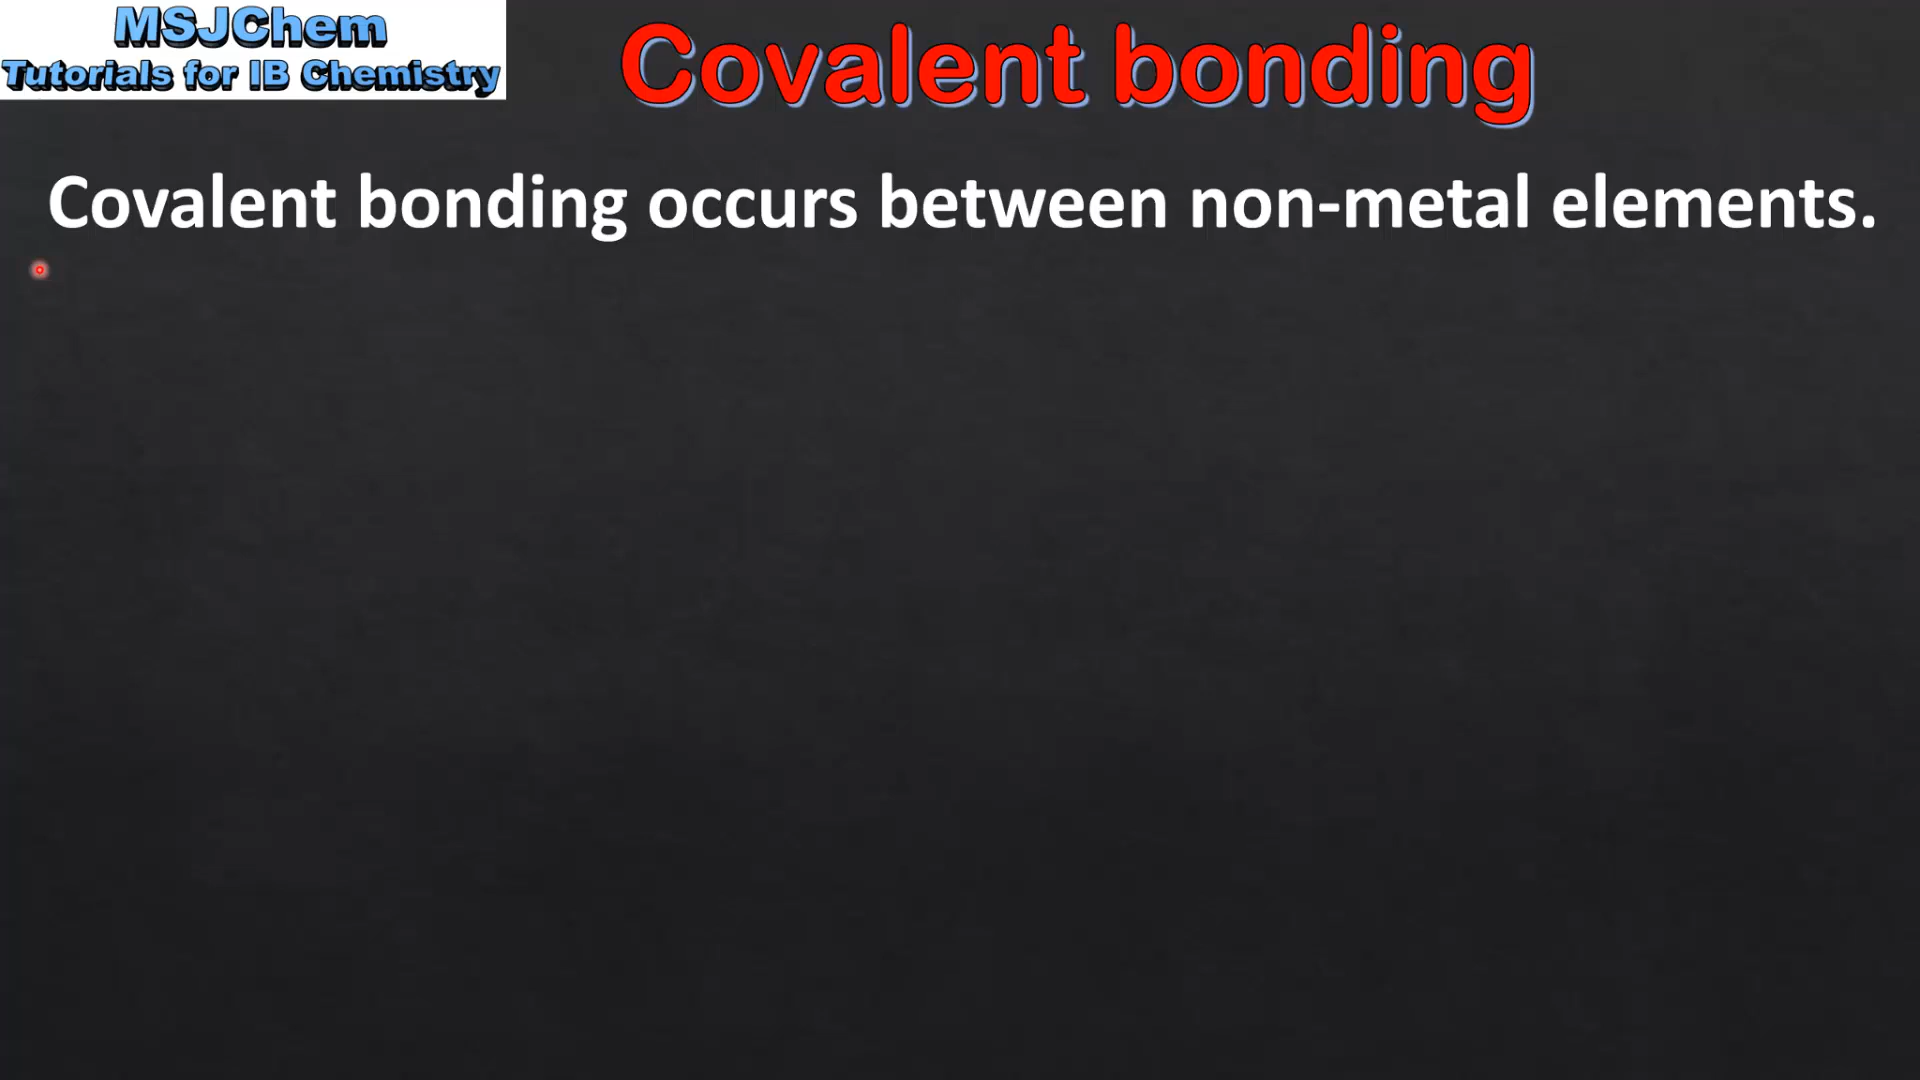 MSJChem
Tutorials for IB Chemistry
Covalent bonding
Covalent bonding occurs between non-metal elements.